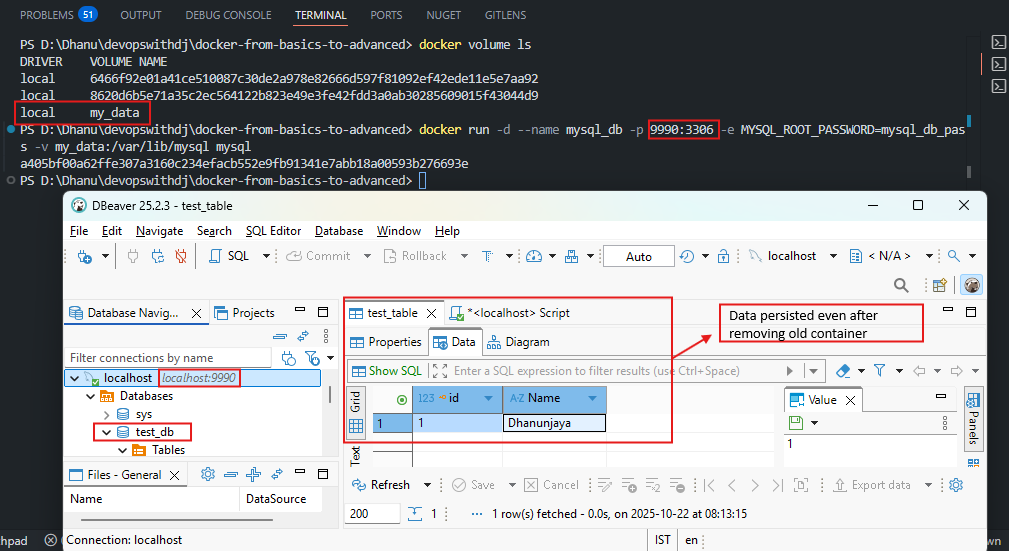 PROBLEMS 51 OUTPUT DEBUG CONSOLE TERMINAL PORTS NUGET GITLENS
PS D:\Dhanu\devopswithdj\docker-from-basics-to-advanced> docker volume ls
DRIVER VOLUME NAME
local 6466f92e01a41ce510087c30de2a978e82666d597f81092ef42ede11e5e7aa92
local 8620d6b5e71a35c2ec564122b823e49e3fe42fdd3a0ab30285609015f43044d9
local my_data
PS D:\Dhanu\devopswithdj\docker-from-basics-to-advanced> docker run -d --name mysql_db -p 9990:3306 -e MYSQL_ROOT_PASSWORD=mysql_db_pas
s -v my_data:/var/lib/mysql mysql
a405bf00a62ffe307a3160c234efacb552e9fb91341e7abb18a00593b276693e
PS D:\Dhanu\devopswithdj\docker-from-basics-to-advanced>
DBeaver 25.2.3 - test_table
File Edit Navigate Search SQL Editor Database Window Help
SQL Commit Rollback T Auto localhost < N/A >
Database Navig... Projects
test_table *<localhost> Script
Data persisted even after
removing old container
Properties Data Diagram
Filter connections by name
Show SQL Enter a SQL expression to filter results (use Ctrl+Space)
localhost localhost:9990
Databases
sys
test_db
Tables
Grid
Text
123 id A-Z Name
1 1 Dhanunjaya
Value
1
Panels
Files - General
Name DataSource
Refresh Save Cancel Export data
200 1 ... 1 row(s) fetched - 0.0s, on 2025-10-22 at 08:13:15
Connection: localhost IST en
hpad
wn